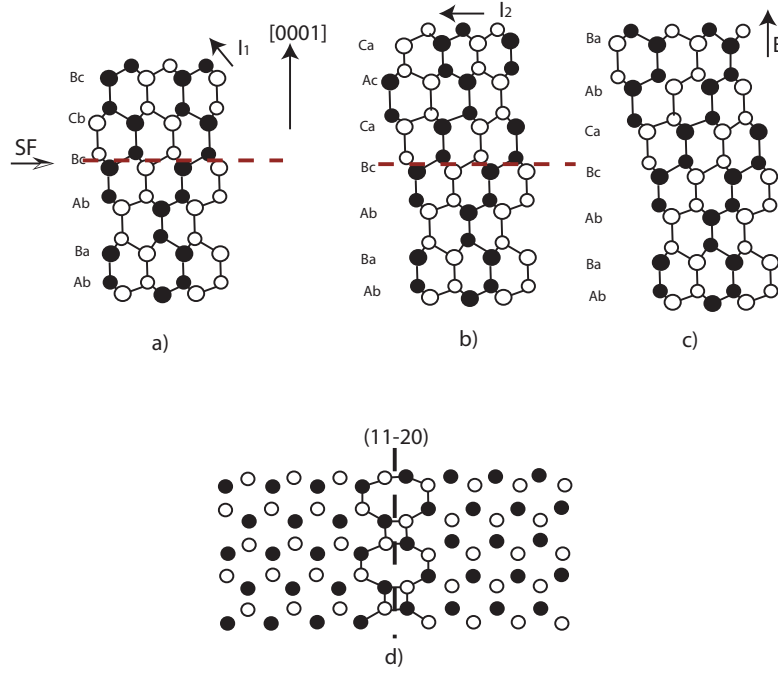 I1
[0001]
Bc
Cb
SF
Bc
Ab
Ba
Ab
a)
I2
Ca
Ac
Ca
Bc
Ab
Ba
Ab
b)
E
Ba
Ab
Ca
Bc
Ab
Ba
Ab
c)
(11-20)
d)